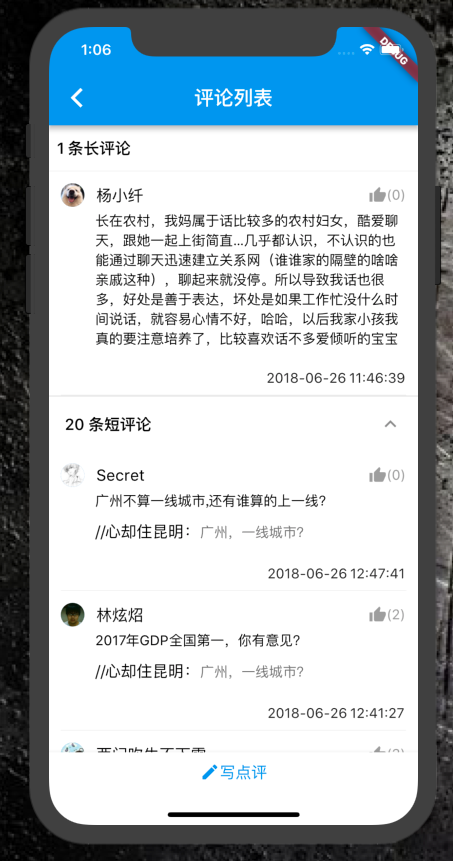 1:06
DEBUG
评论列表
1 条长评论
杨小纤
(0)
长在农村，我妈属于话比较多的农村妇女，酷爱聊
天，跟她一起上街简直...几乎都认识，不认识的也
能通过聊天迅速建立关系网（谁谁家的隔壁的啥啥
亲戚这种），聊起来就没停。所以导致我话也很
多，好处是善于表达，坏处是如果工作忙没什么时
间说话，就容易心情不好，哈哈，以后我家小孩我
真的要注意培养了，比较喜欢话不多爱倾听的宝宝
2018-06-26 11:46:39
20 条短评论
Secret
(0)
广州不算一线城市,还有谁算的上一线?
//心却住昆明： 广州，一线城市?
2018-06-26 12:47:41
林炫炤
(2)
2017年GDP全国第一，你有意见?
//心却住昆明： 广州，一线城市?
2018-06-26 12:41:27
写点评